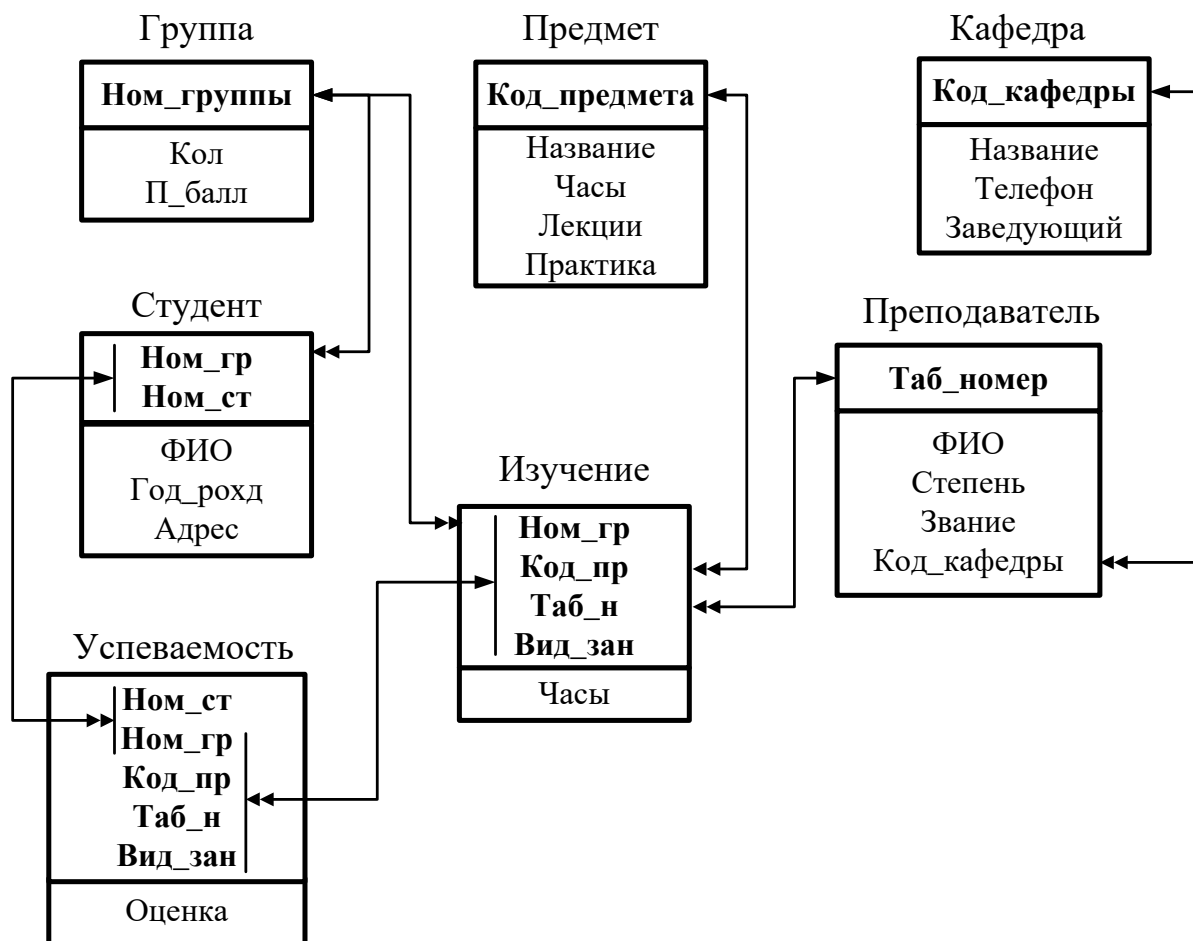 Группа
Ном_группы
Кол
П_балл
Предмет
Код_предмета
Название
Часы
Лекции
Практика
Кафедра
Код_кафедры
Название
Телефон
Заведующий
Студент
Ном_гр
Ном_ст
ФИО
Год_рохд
Адрес
Изучение
Ном_гр
Код_пр
Таб_н
Вид_зан
Часы
Преподаватель
Таб_номер
ФИО
Степень
Звание
Код_кафедры
Успеваемость
Ном_ст
Ном_гр
Код_пр
Таб_н
Вид_зан
Оценка